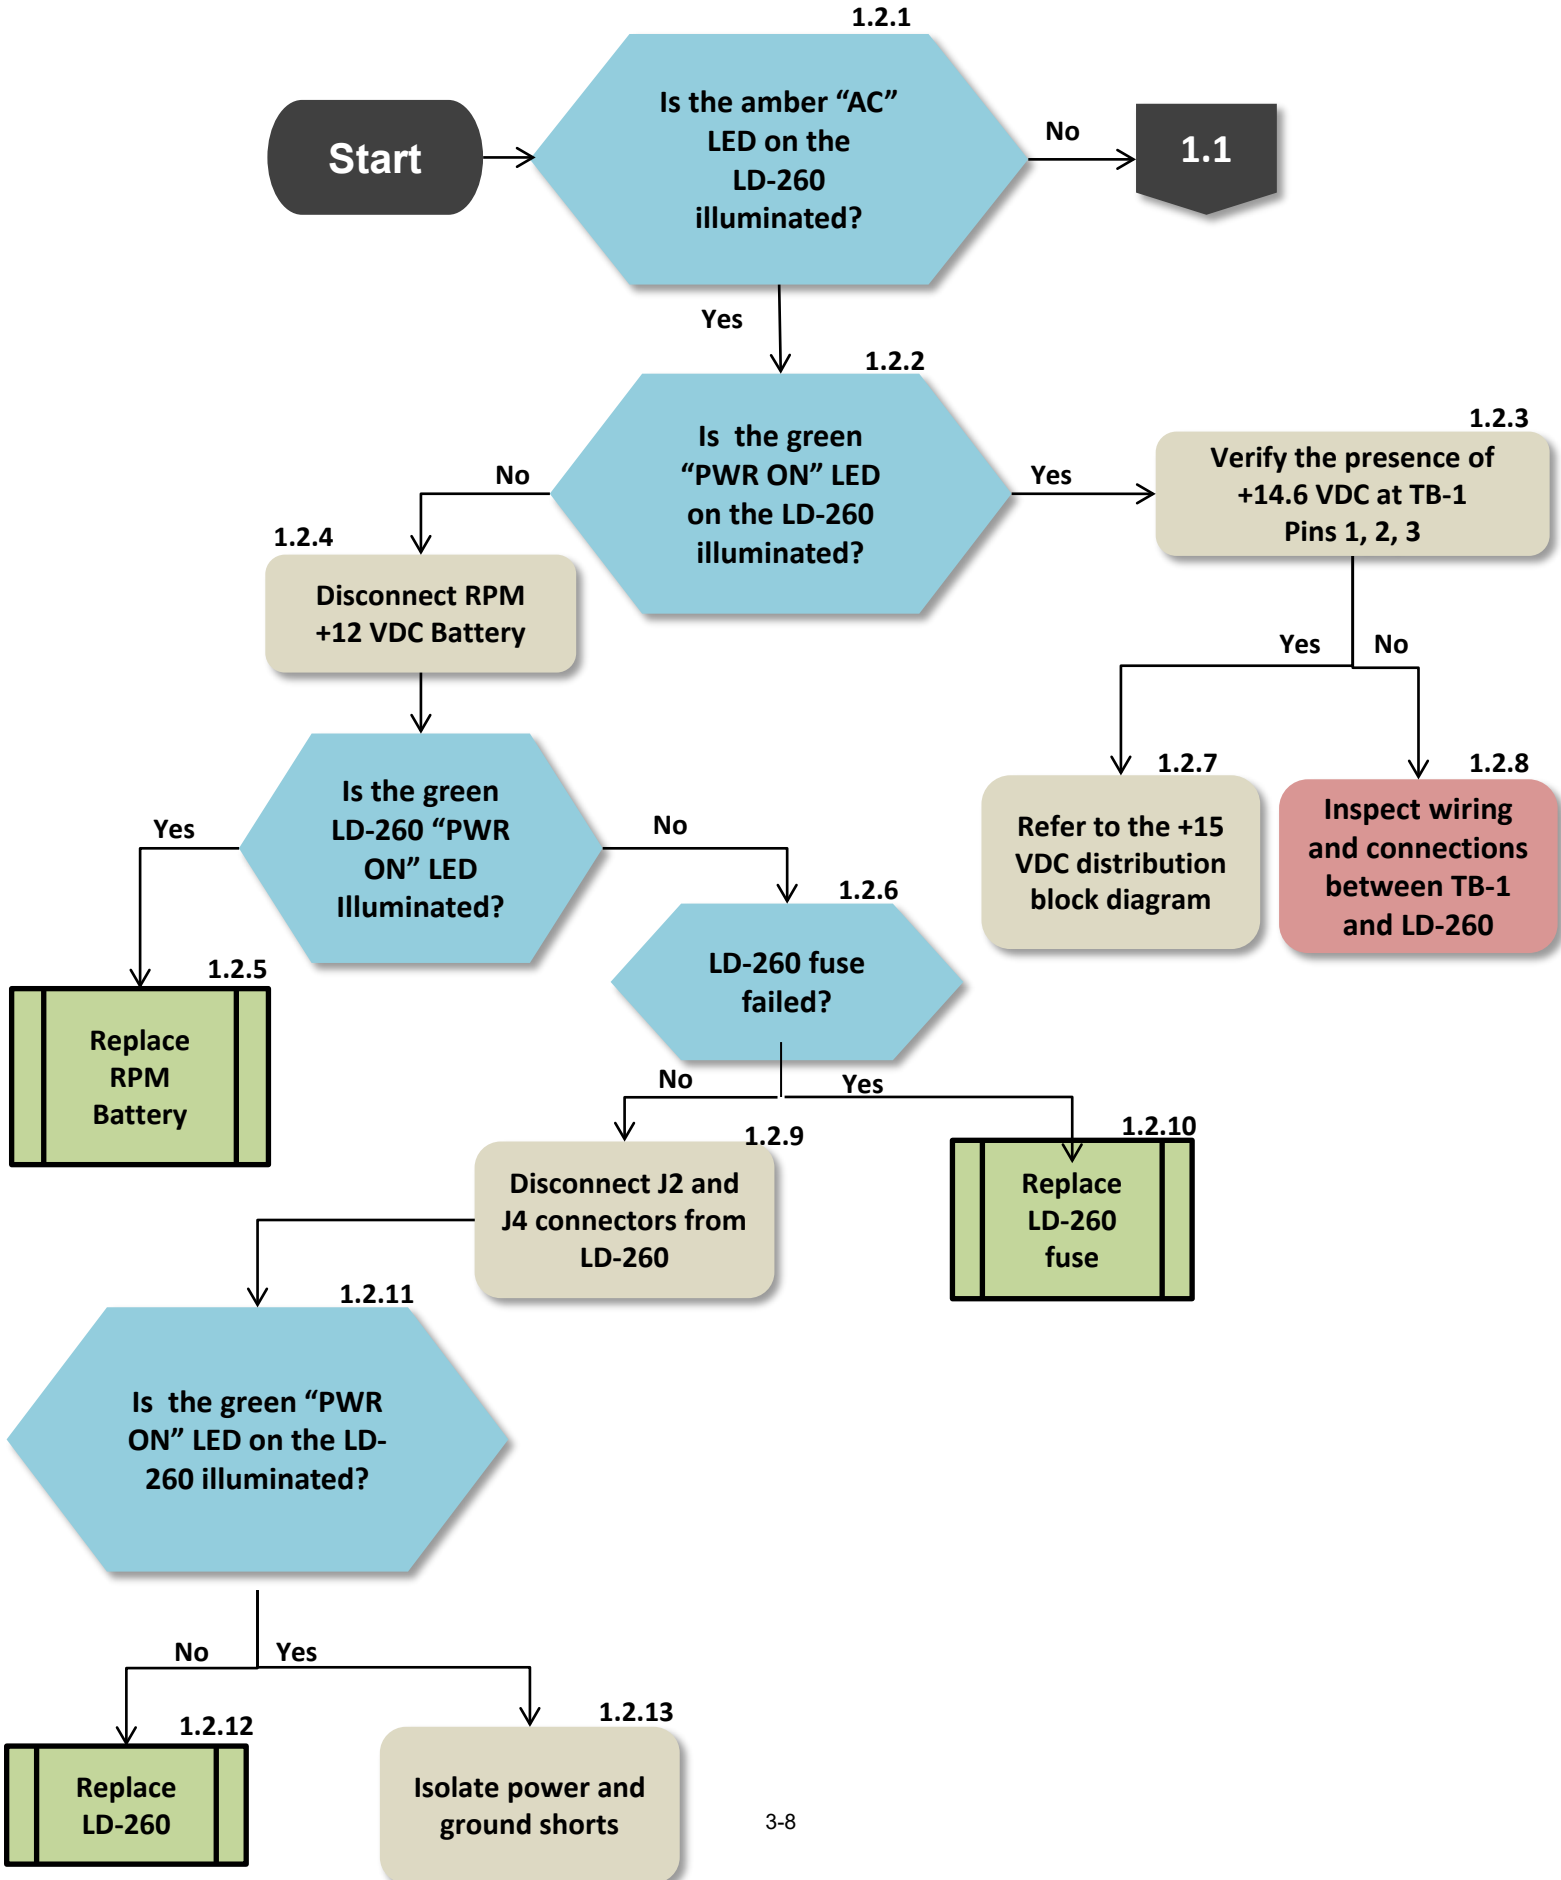 1.2.1
Is the amber “AC”
LED on the
LD-260
illuminated?
Start
No
1.1
Yes
1.2.2
Is  the green
“PWR ON” LED
on the LD-260
illuminated?
No
Yes
1.2.3
Verify the presence of
+14.6 VDC at TB-1
Pins 1, 2, 3
1.2.4
Disconnect RPM
+12 VDC Battery
Yes
No
1.2.7
Refer to the +15
VDC distribution
block diagram
1.2.8
Inspect wiring
and connections
between TB-1
and LD-260
Is the green
LD-260 “PWR
ON” LED
Illuminated?
Yes
No
1.2.5
Replace
RPM
Battery
1.2.6
LD-260 fuse
failed?
No
Yes
1.2.9
Disconnect J2 and
J4 connectors from
LD-260
1.2.10
Replace
LD-260
fuse
1.2.11
Is  the green “PWR
ON” LED on the LD-
260 illuminated?
No
Yes
1.2.12
Replace
LD-260
1.2.13
Isolate power and
ground shorts
3-8